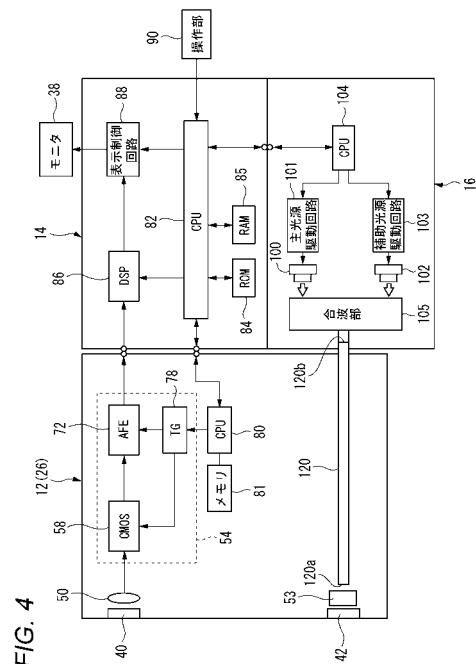 FIG. 4
12(26)
14
16
38
モニタ
88
表示制御
回路
86
DSP
90
操作部
82
CPU
84
ROM
85
RAM
72
AFE
78
TG
80
CPU
81
メモリ
58
CMOS
54
50
40
104
CPU
101
主光源
駆動回路
103
補助光源
駆動回路
100
102
合波部
105
120b
120
120a
53
42